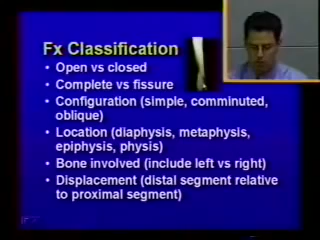 Fx Classification
• Open vs closed
• Complete vs fissure
• Configuration (simple, comminuted,
oblique)
• Location (diaphysis, metaphysis,
epiphysis, physis)
• Bone involved (include left vs right)
• Displacement (distal segment relative
to proximal segment)